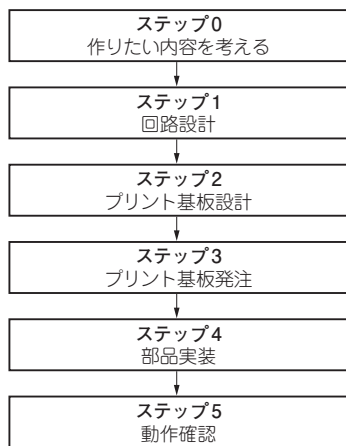 ステップ0
作りたい内容を考える
ステップ1
回路設計
ステップ2
プリント基板設計
ステップ3
プリント基板発注
ステップ4
部品実装
ステップ5
動作確認